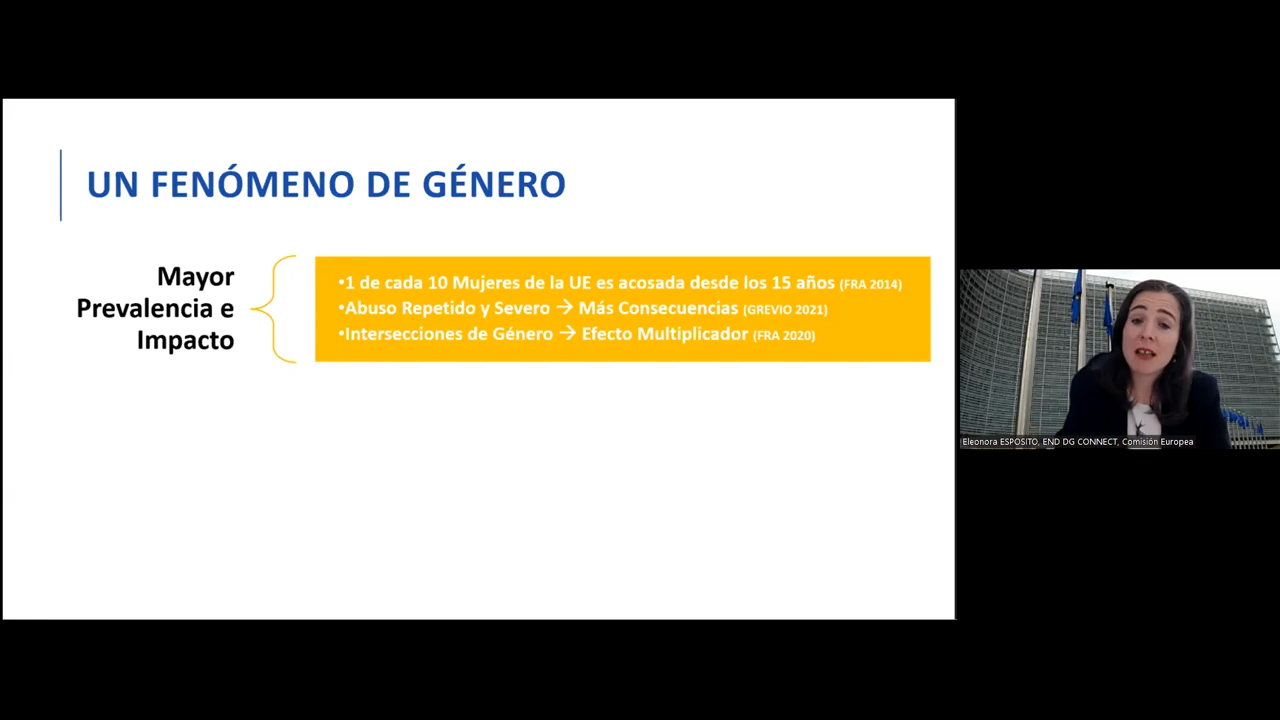 UN FENÓMENO DE GÉNERO
Mayor
Prevalencia e
Impacto
•1 de cada 10 Mujeres de la UE es acosada desde los 15 años (FRA 2014)
•Abuso Repetido y Severo → Más Consecuencias (GREVIO 2021)
•Intersecciones de Género → Efecto Multiplicador (FRA 2020)
Eleonora ESPOSITO, END DG CONNECT, Comisión Europea